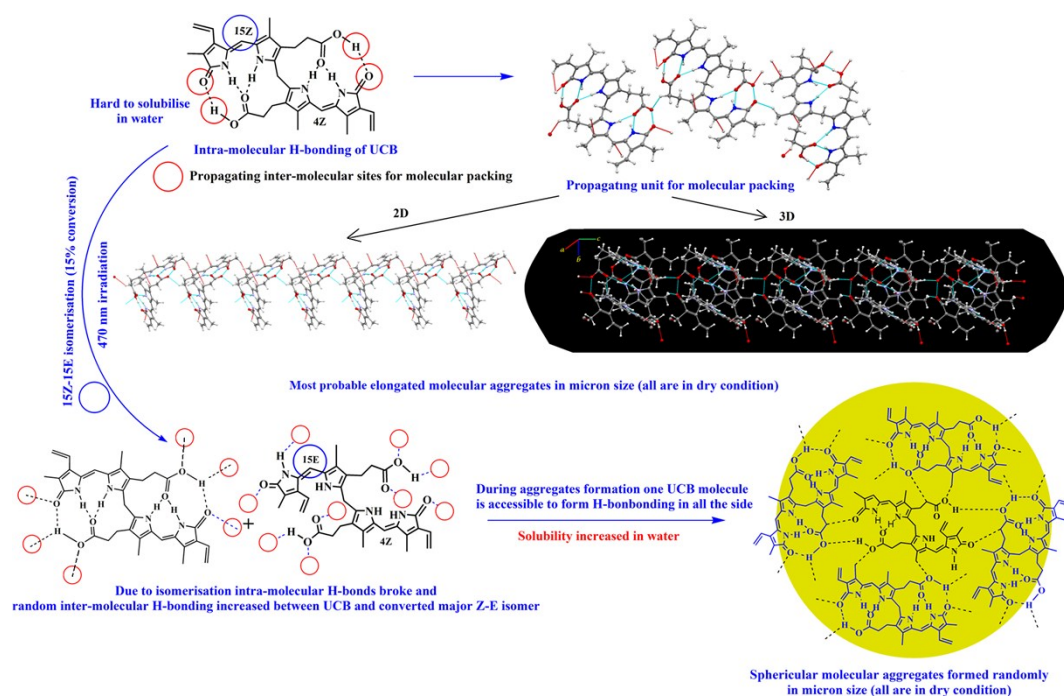 15Z
Hard to solubilise
in water
4Z
Intra-molecular H-bonding of UCB
Propagating inter-molecular sites for molecular packing
Propagating unit for molecular packing
2D
3D
15Z-15E isomerisation (15% conversion)
470 nm irradiation
Most probable elongated molecular aggregates in micron size (all are in dry condition)
15E
4Z
+
During aggregates formation one UCB molecule
is accessible to form H-bonbonding in all the side
Solubility increased in water
Due to isomerisation intra-molecular H-bonds broke and
random inter-molecular H-bonding increased between UCB and converted major Z-E isomer
Sphericular molecular aggregates formed randomly
in micron size (all are in dry condition)